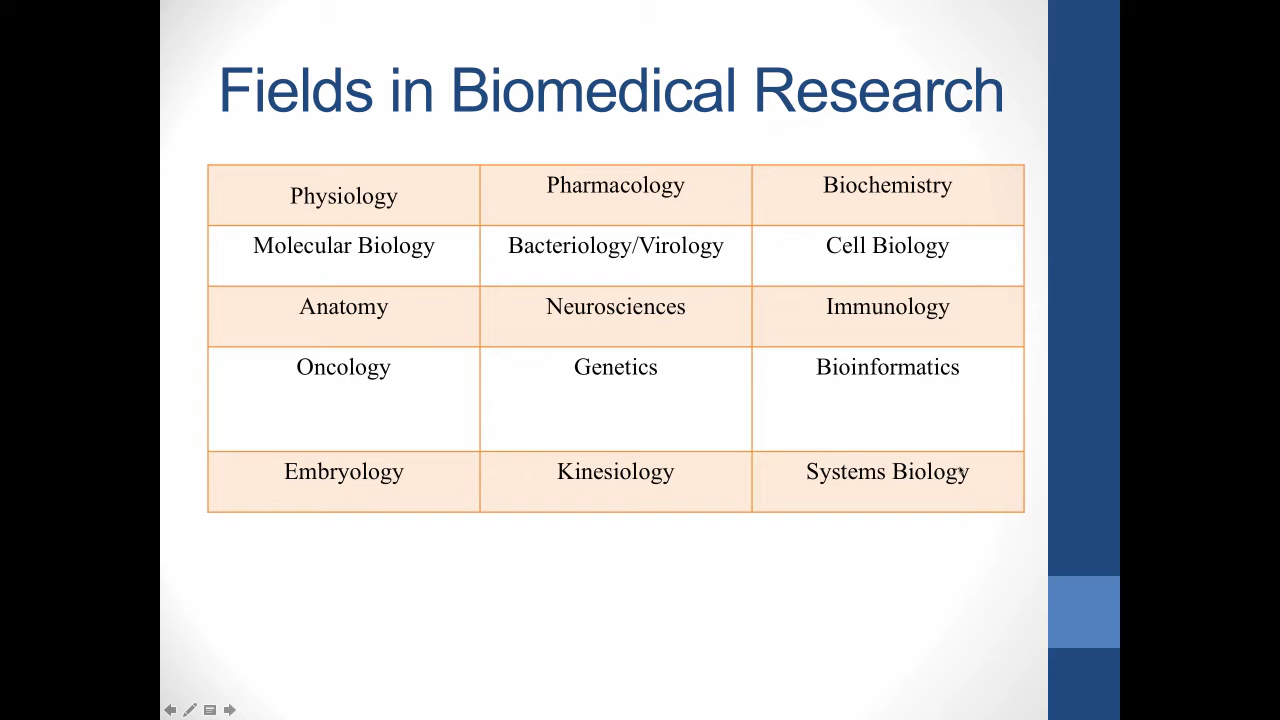 Fields in Biomedical Research
Physiology Pharmacology Biochemistry
Molecular Biology Bacteriology/Virology Cell Biology
Anatomy Neurosciences Immunology
Oncology Genetics Bioinformatics
Embryology Kinesiology Systems Biology